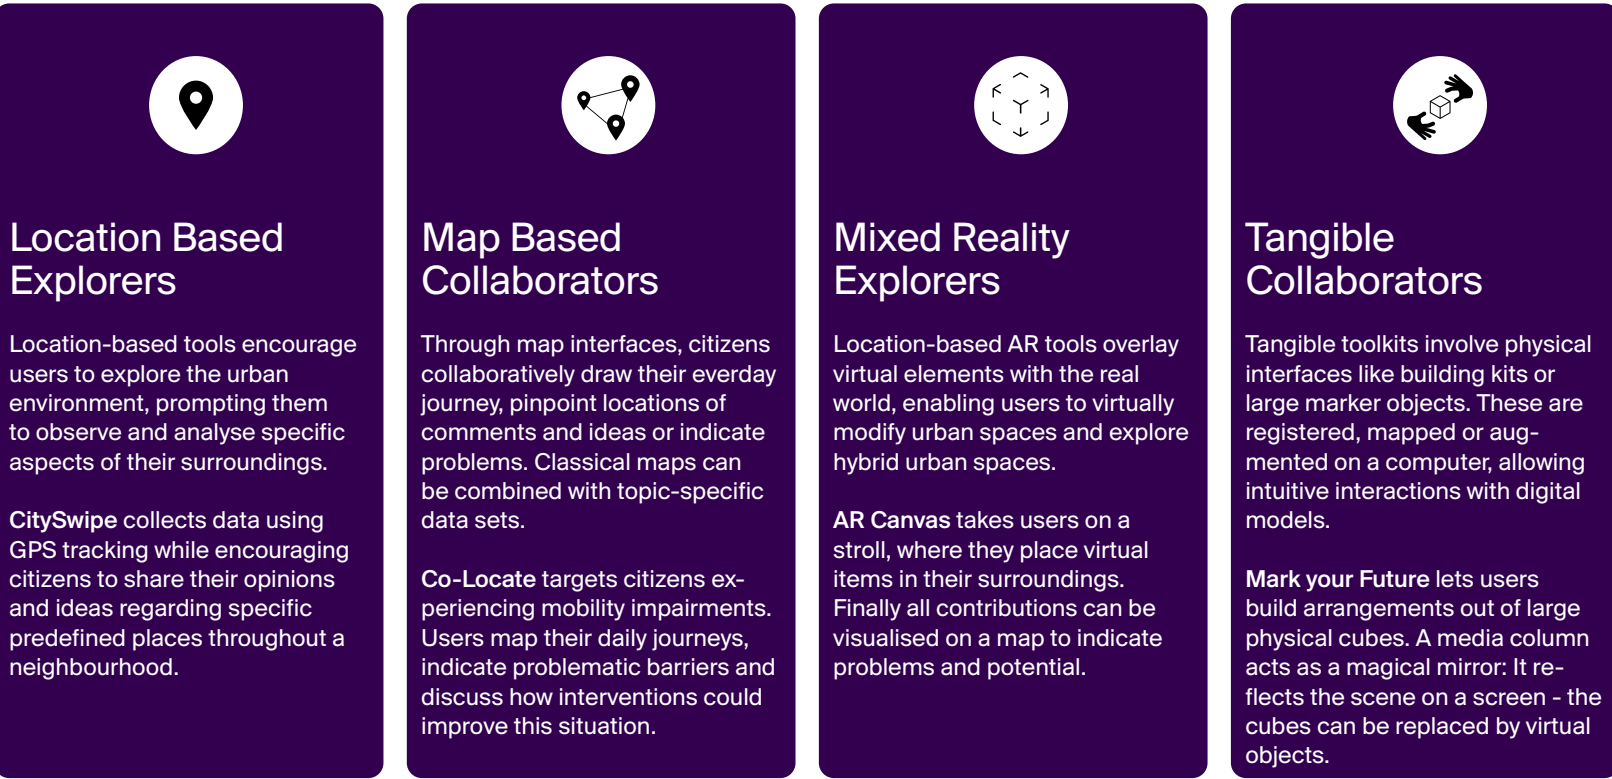 Location Based
Explorers
Location-based tools encourage
users to explore the urban
environment, prompting them
to observe and analyse specific
aspects of their surroundings.
CitySwipe collects data using
GPS tracking while encouraging
citizens to share their opinions
and ideas regarding specific
predefined places throughout a
neighbourhood.
Map Based
Collaborators
Through map interfaces, citizens
collaboratively draw their everday
journey, pinpoint locations of
comments and ideas or indicate
problems. Classical maps can
be combined with topic-specific
data sets.
Co-Locate targets citizens ex-
periencing mobility impairments.
Users map their daily journeys,
indicate problematic barriers and
discuss how interventions could
improve this situation.
Mixed Reality
Explorers
Location-based AR tools overlay
virtual elements with the real
world, enabling users to virtually
modify urban spaces and explore
hybrid urban spaces.
AR Canvas takes users on a
stroll, where they place virtual
items in their surroundings.
Finally all contributions can be
visualised on a map to indicate
problems and potential.
Tangible
Collaborators
Tangible toolkits involve physical
interfaces like building kits or
large marker objects. These are
registered, mapped or aug-
mented on a computer, allowing
intuitive interactions with digital
models.
Mark your Future lets users
build arrangements out of large
physical cubes. A media column
acts as a magical mirror: It re-
flects the scene on a screen - the
cubes can be replaced by virtual
objects.